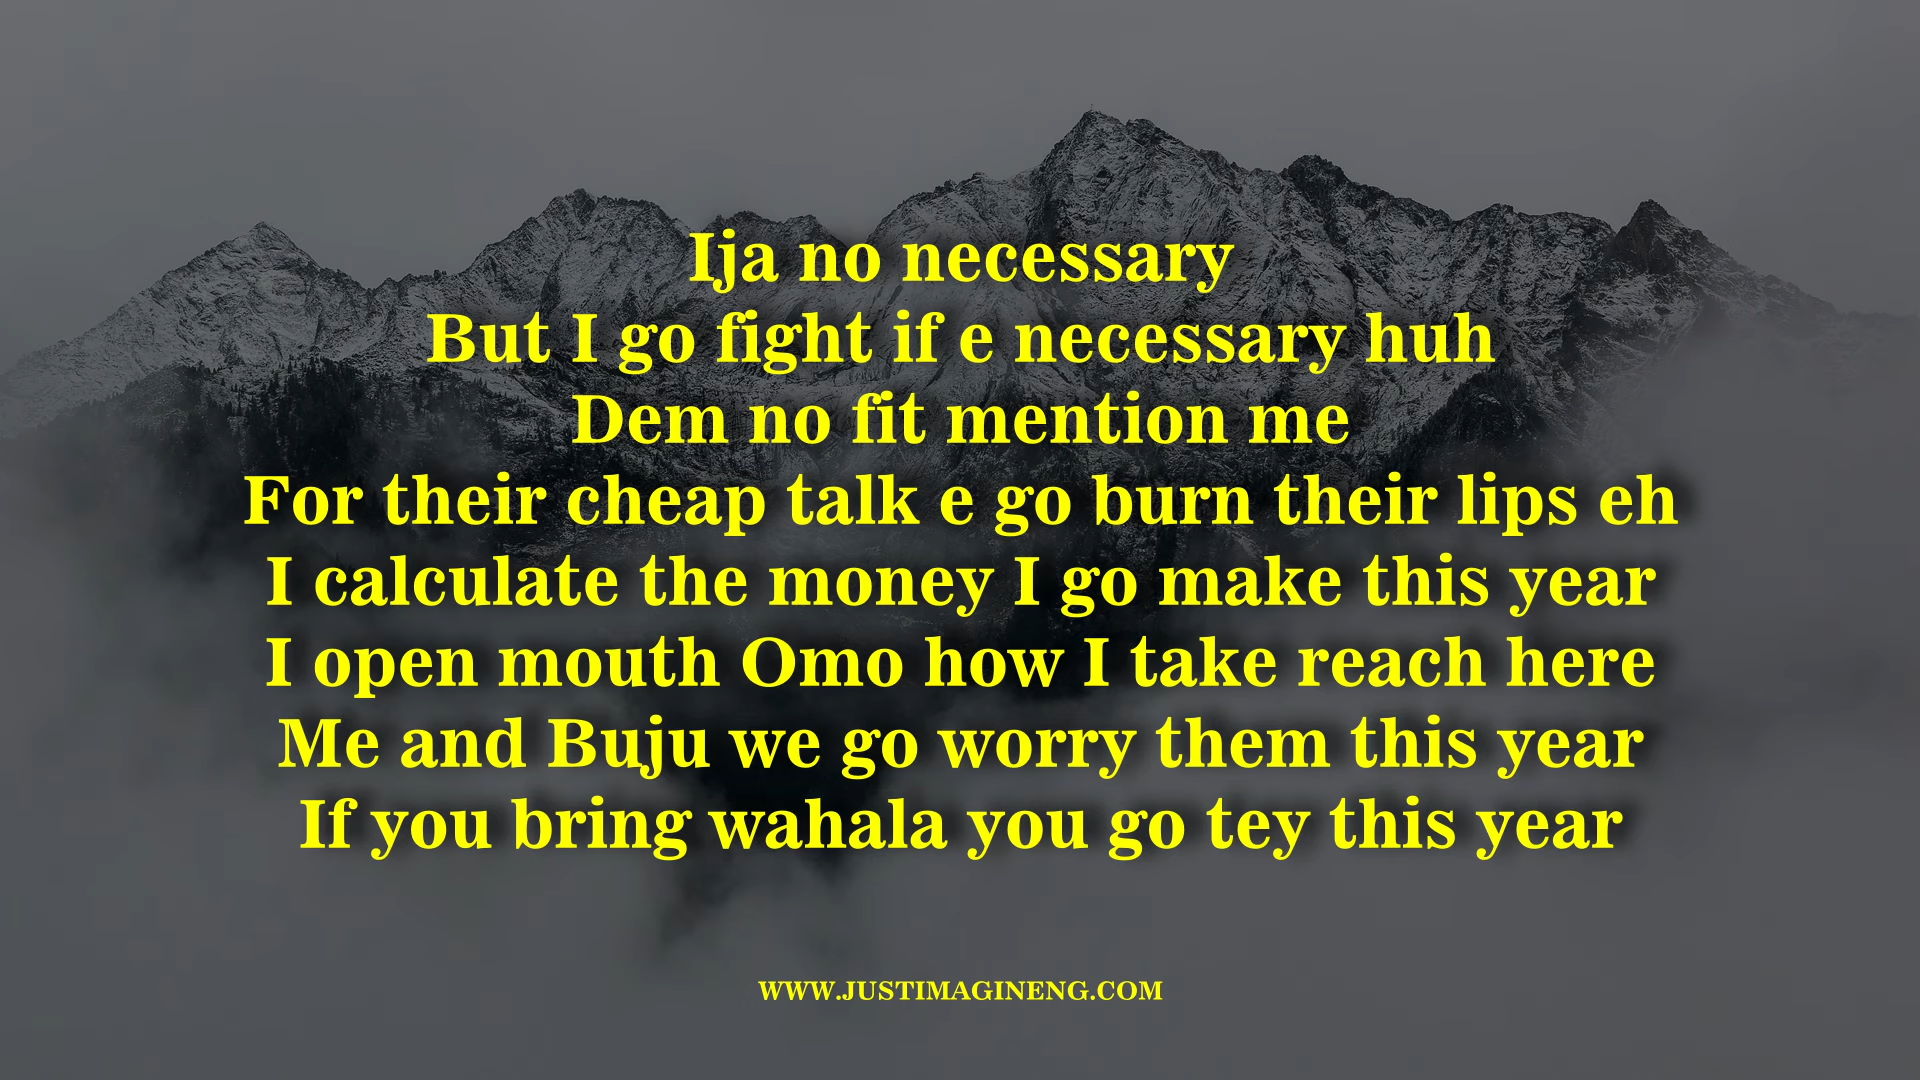 Ija no necessary
But I go fight if e necessary huh
Dem no fit mention me
For their cheap talk e go burn their lips eh
I calculate the money I go make this year
I open mouth Omo how I take reach here
Me and Buju we go worry them this year
If you bring wahala you go tey this year
WWW.JUSTIMAGINENG.COM